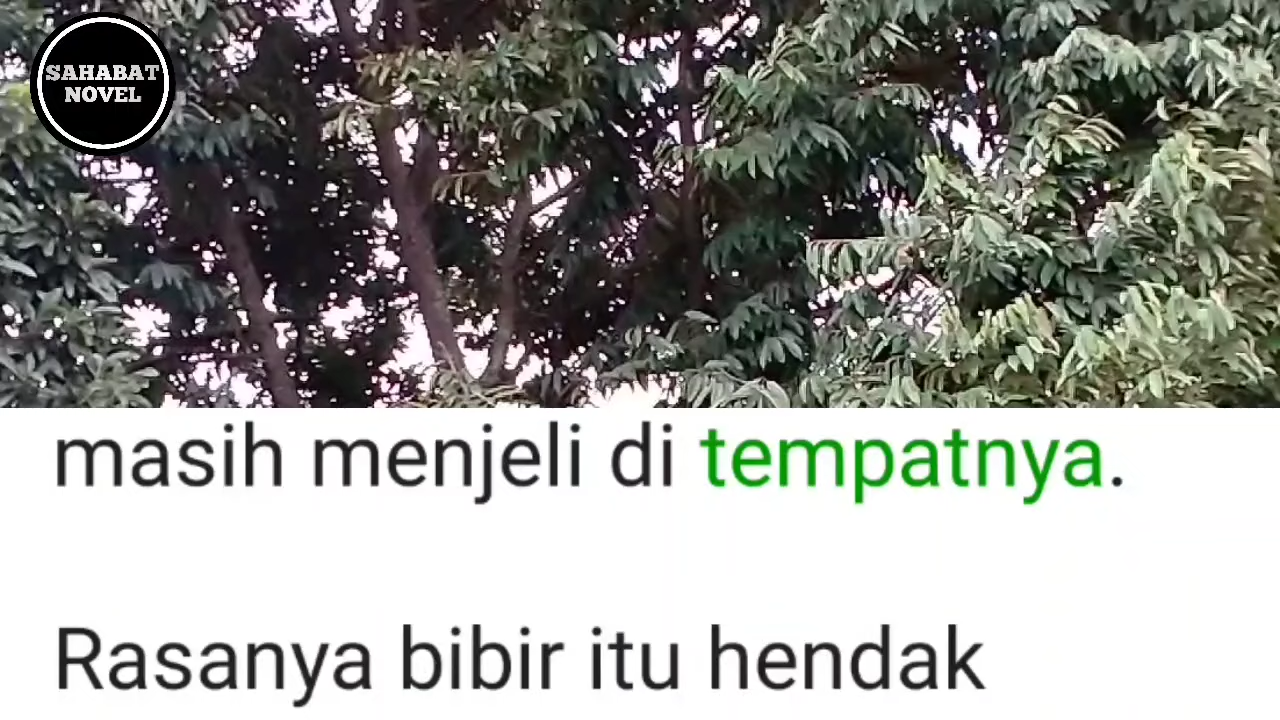 SAHABAT
NOVEL
masih menjeli di tempatnya.
Rasanya bibir itu hendak